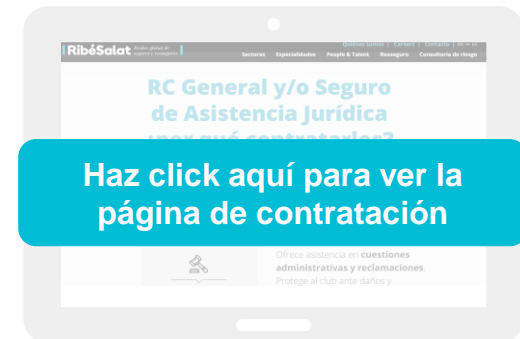 Quiénes somos | Careers | Contacto |
RibéSalat
Sectores Especialidades People & Talent Reaseguro Consultoría de riesgo
RC General y/o Seguro
de Asistencia Jurídica
¿por qué contratarlos?
Haz click aquí para ver la
página de contratación
Ofrece asistencia en cuestiones
administrativas y reclamaciones.
Protege al club ante daños y